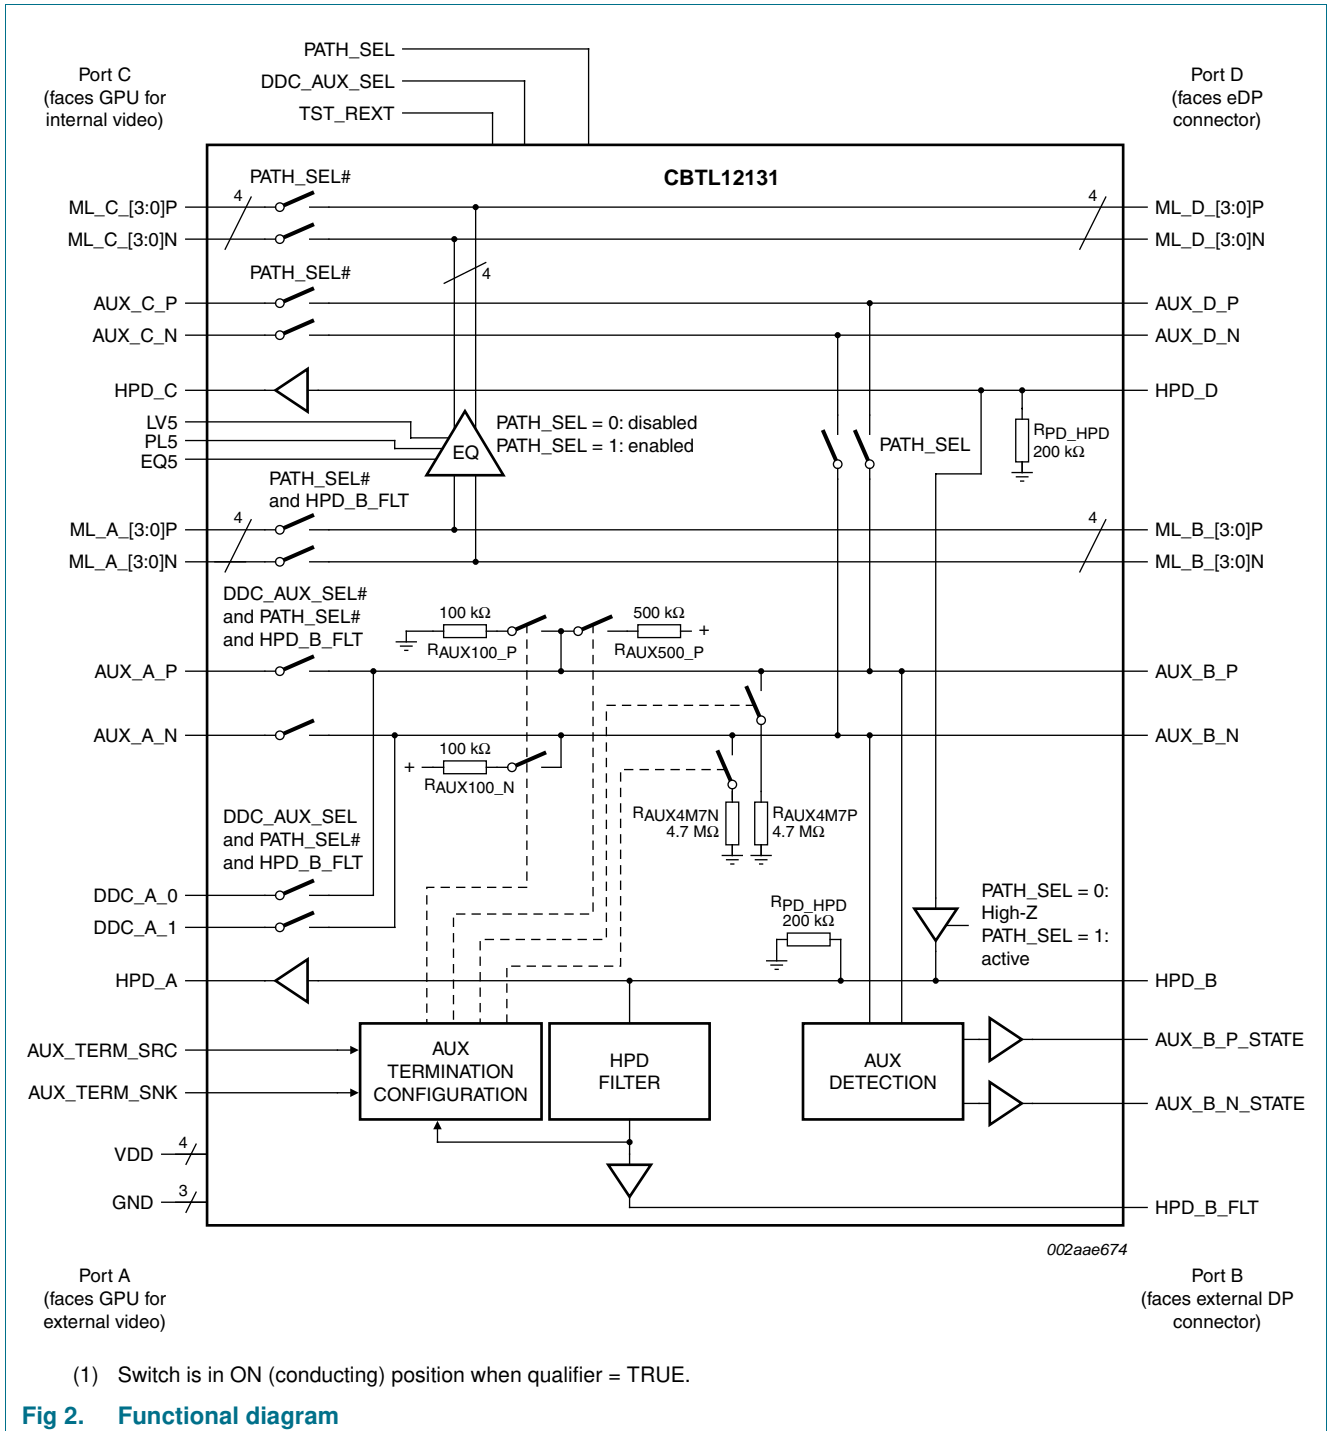 PATH_SEL
DDC_AUX_SEL
TST_REXT
Port C
(faces GPU for
internal video)
Port D
(faces eDP
connector)
CBTL12131
PATH_SEL#
4
ML_C_[3:0]P
ML_C_[3:0]N
4
ML_D_[3:0]P
ML_D_[3:0]N
4
PATH_SEL#
AUX_C_P
AUX_C_N
AUX_D_P
AUX_D_N
HPD_C
HPD_D
LV5
PL5
EQ5
EQ
PATH_SEL = 0: disabled
PATH_SEL = 1: enabled
PATH_SEL
RPD_HPD
200 kΩ
PATH_SEL#
and HPD_B_FLT
4
ML_A_[3:0]P
ML_A_[3:0]N
4
ML_B_[3:0]P
ML_B_[3:0]N
DDC_AUX_SEL#
and PATH_SEL#
and HPD_B_FLT
100 kΩ
RAUX100_P
500 kΩ
+
RAUX500_P
AUX_A_P
AUX_B_P
AUX_A_N
AUX_B_N
100 kΩ
+
RAUX100_N
RAUX4M7N
4.7 MΩ
RAUX4M7P
4.7 MΩ
DDC_AUX_SEL
and PATH_SEL#
and HPD_B_FLT
DDC_A_0
DDC_A_1
RPD_HPD
200 kΩ
PATH_SEL = 0:
High-Z
PATH_SEL = 1:
active
HPD_A
HPD_B
AUX_TERM_SRC
AUX_TERM_SNK
AUX
TERMINATION
CONFIGURATION
HPD
FILTER
AUX
DETECTION
AUX_B_P_STATE
AUX_B_N_STATE
VDD
4
GND
3
HPD_B_FLT
002aae674
Port A
(faces GPU for
external video)
Port B
(faces external DP
connector)
(1) Switch is in ON (conducting) position when qualifier = TRUE.
Fig 2. Functional diagram